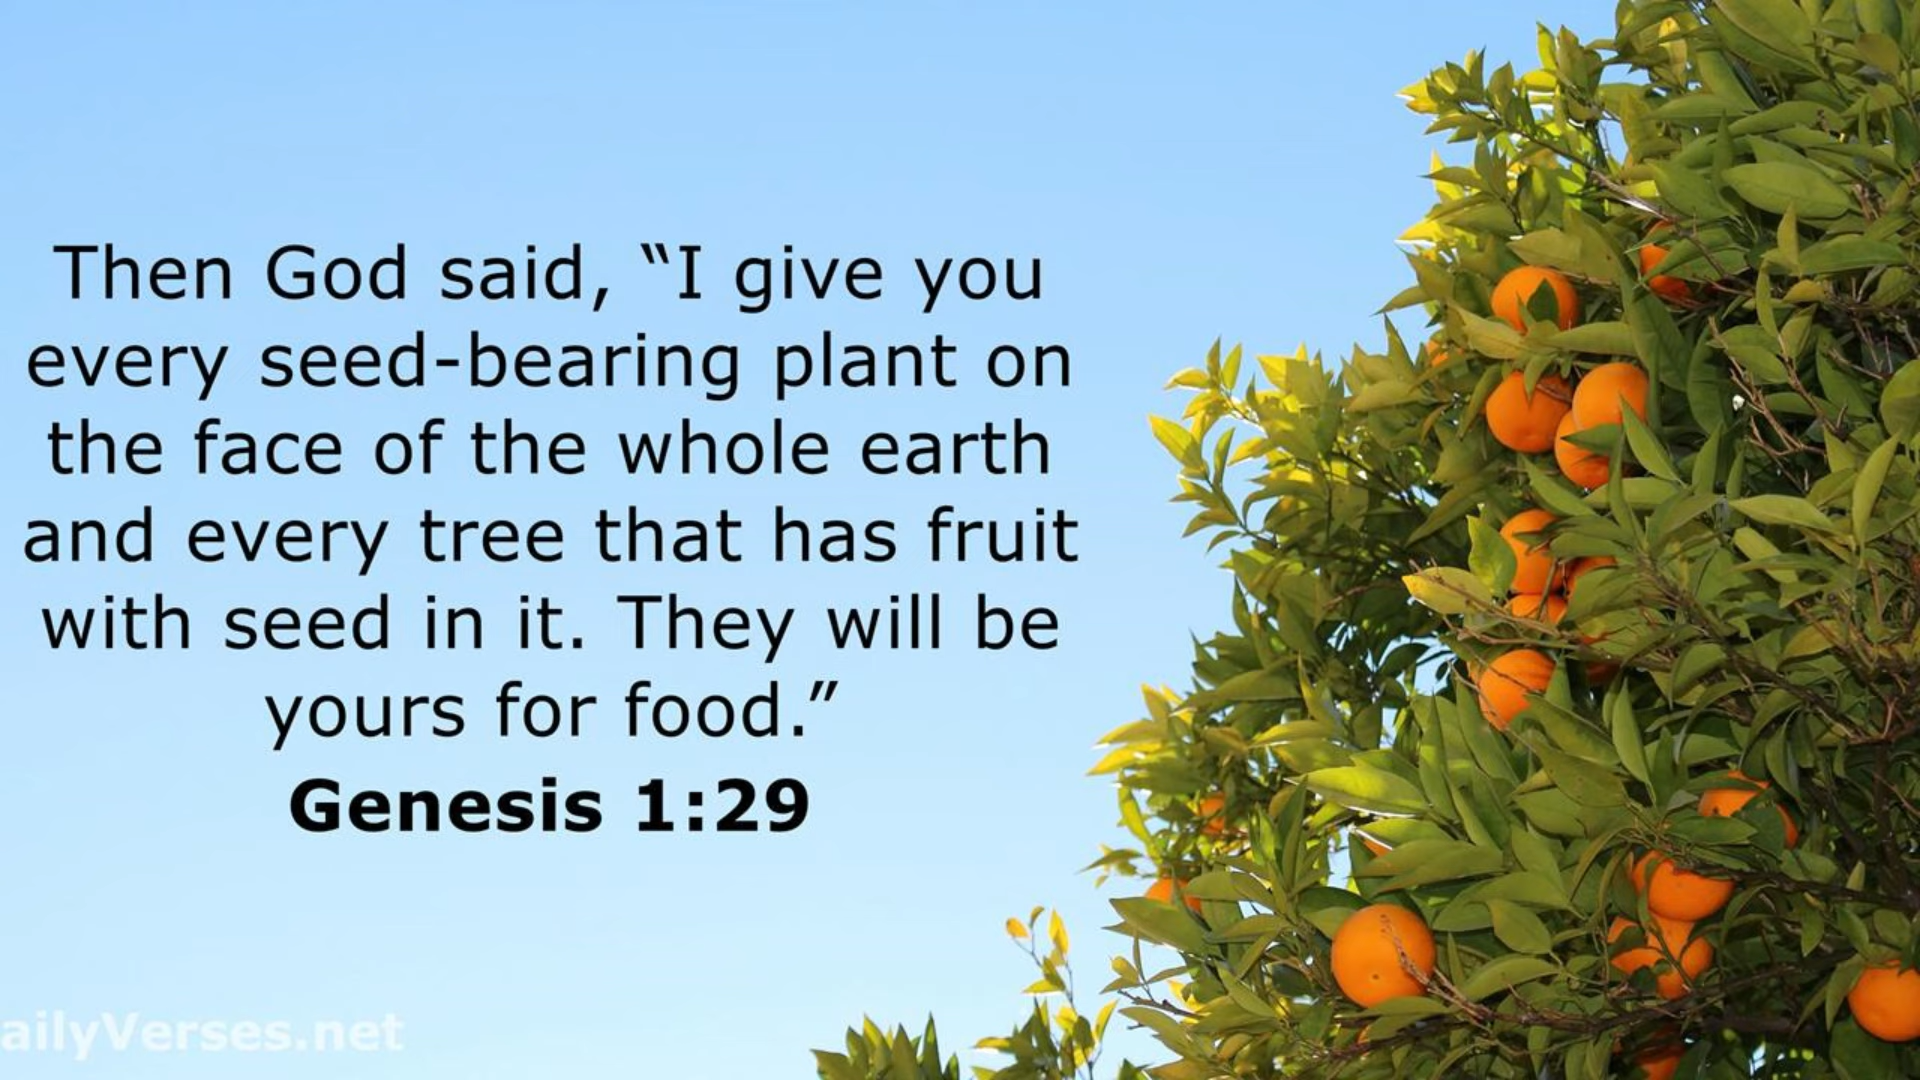 Then God said, “I give you
every seed-bearing plant on
the face of the whole earth
and every tree that has fruit
with seed in it. They will be
yours for food.”
Genesis 1:29
ailyVerses.net